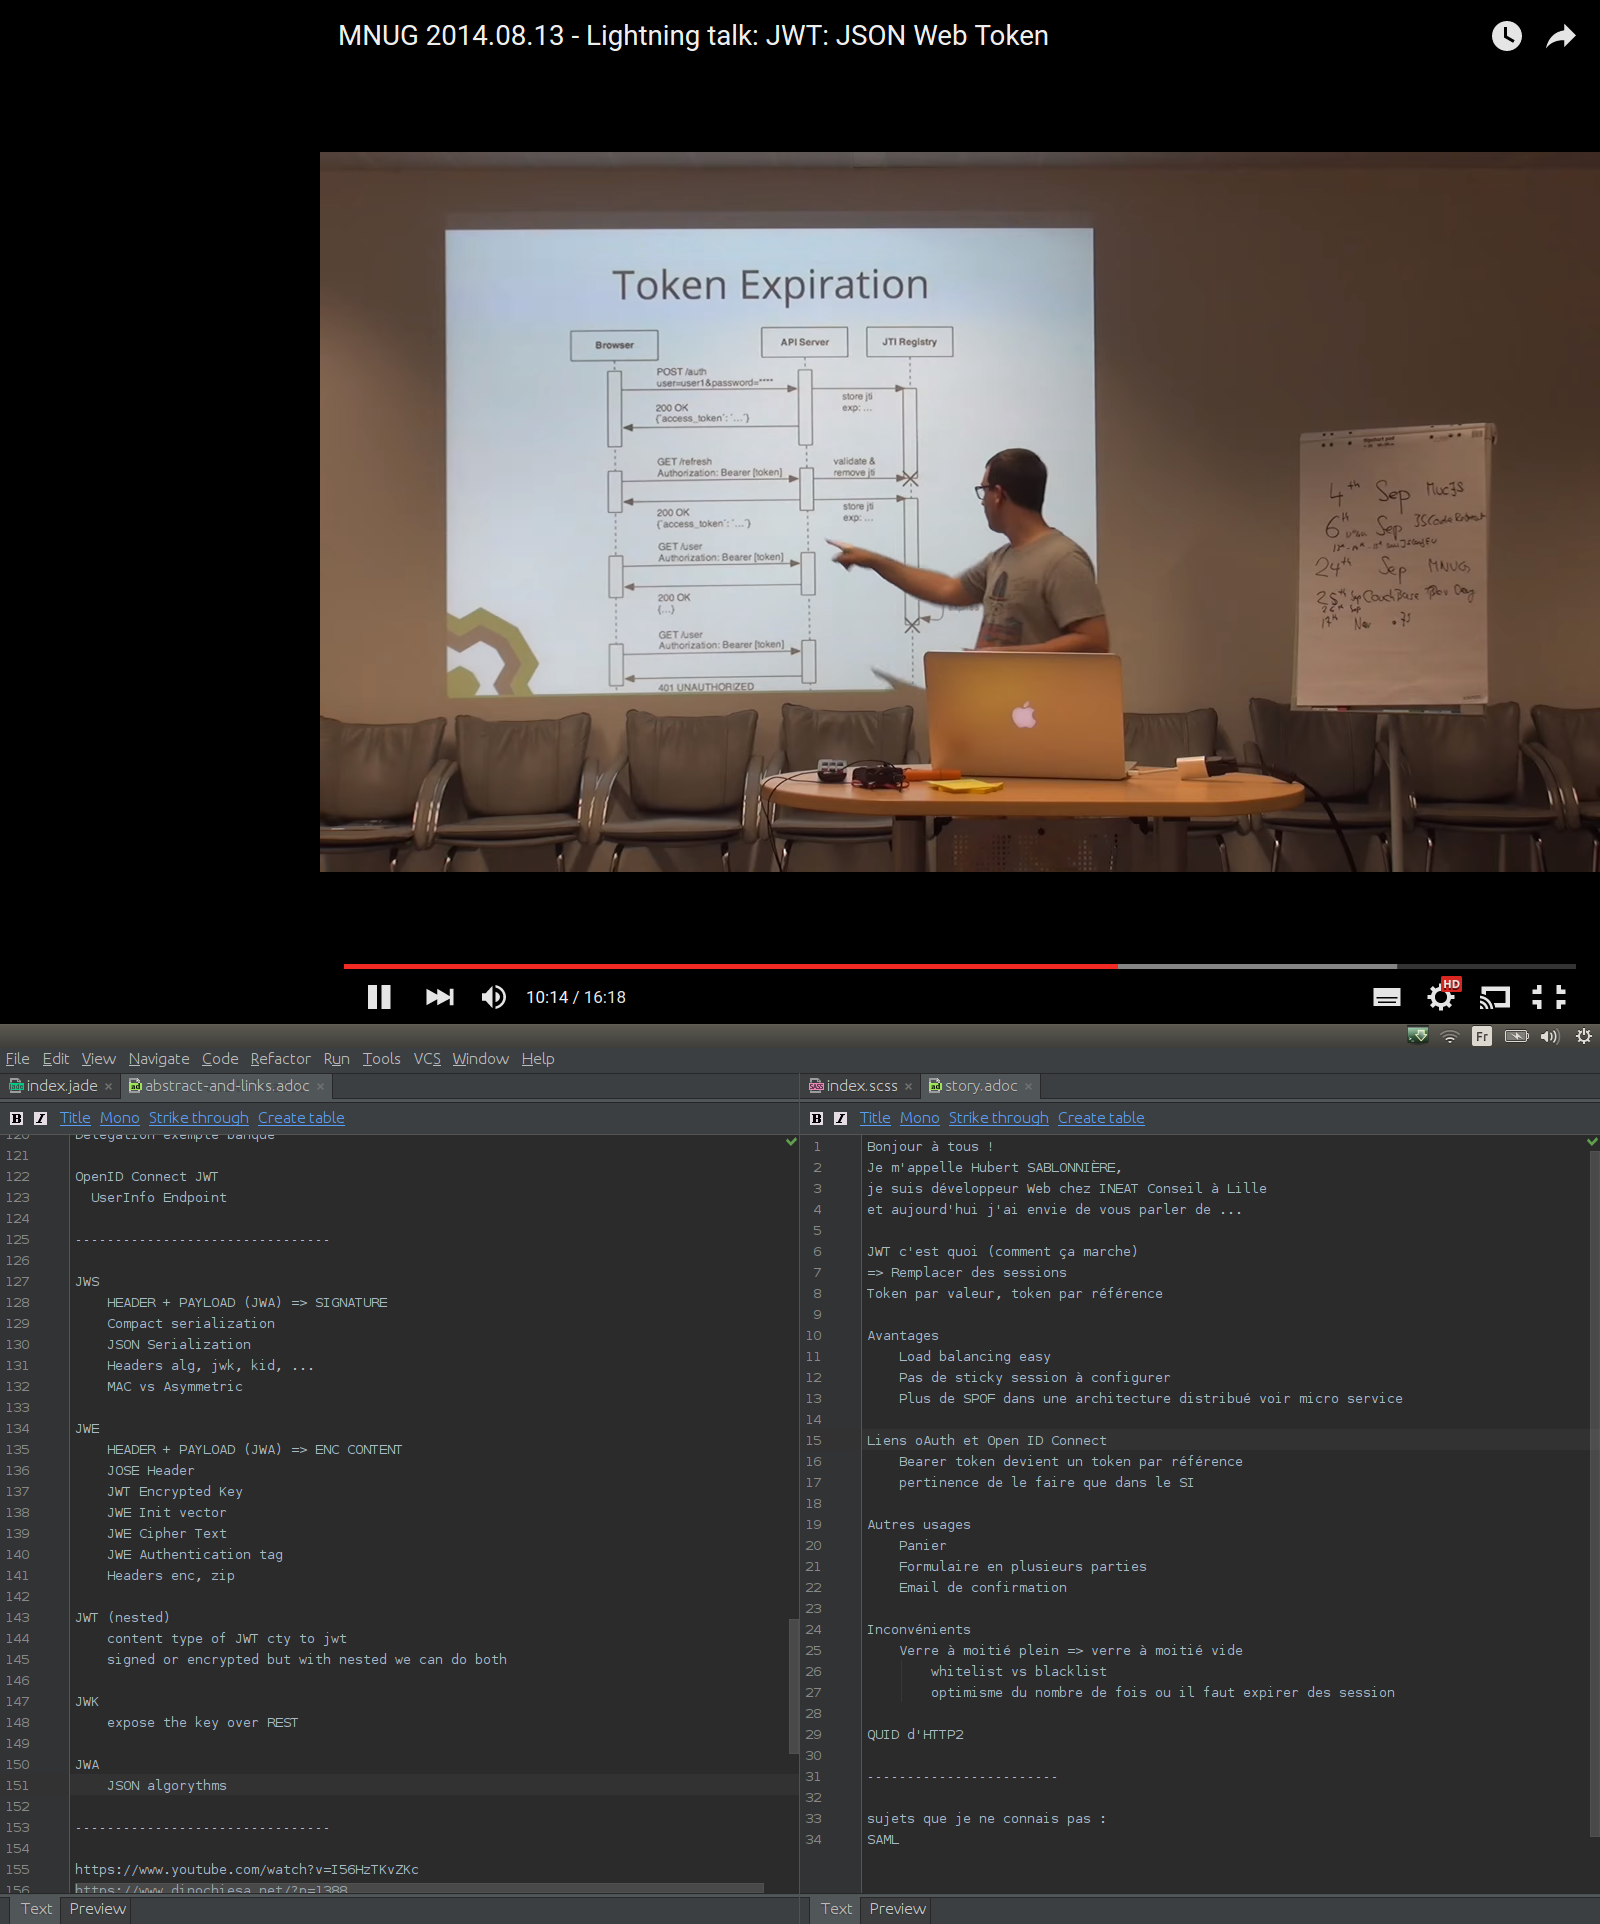 MNUG 2014.08.13 - Lightning talk: JWT: JSON Web Token
Token Expiration
Browser
API Server
JTI Registry
POST /auth
user=user1&password=****
store jti
exp: ...
200 OK
{`access_token`: `...`}
GET /refresh
Authorization: Bearer [token]
validate &
remove jti
200 OK
{`access_token`: `...`}
store jti
exp: ...
GET /user
Authorization: Bearer [token]
200 OK
{...}
GET /user
Authorization: Bearer [token]
401 UNAUTHORIZED
4th Sep MucJS
6th Sep
24th Sep MNUG
25th CouchBase
17th Nov
10:14 / 16:18
HD
Fr
File Edit View Navigate Code Refactor Run Tools VCS Window Help
index.jade × abstract-and-links.adoc ×
B I Title Mono Strike through Create table
120 Délégation exemple banque
121
122 OpenID Connect JWT
123 UserInfo Endpoint
124
125 --------------------------------
126
127 JWS
128 HEADER + PAYLOAD (JWA) => SIGNATURE
129 Compact serialization
130 JSON Serialization
131 Headers alg, jwk, kid, ...
132 MAC vs Asymmetric
133
134 JWE
135 HEADER + PAYLOAD (JWA) => ENC CONTENT
136 JOSE Header
137 JWT Encrypted Key
138 JWE Init vector
139 JWE Cipher Text
140 JWE Authentication tag
141 Headers enc, zip
142
143 JWT (nested)
144 content type of JWT cty to jwt
145 signed or encrypted but with nested we can do both
146
147 JWK
148 expose the key over REST
149
150 JWA
151 JSON algorythms
152
153 --------------------------------
154
155 https://www.youtube.com/watch?v=I56HzTKvZKc
156 https://www.dinochiesa.net/?p=1388
Text Preview
index.scss × story.adoc ×
B I Title Mono Strike through Create table
1 Bonjour à tous !
2 Je m'appelle Hubert SABLONNIÈRE,
3 je suis développeur Web chez INEAT Conseil à Lille
4 et aujourd'hui j'ai envie de vous parler de ...
5
6 JWT c'est quoi (comment ça marche)
7 => Remplacer des sessions
8 Token par valeur, token par référence
9
10 Avantages
11 Load balancing easy
12 Pas de sticky session à configurer
13 Plus de SPOF dans une architecture distribué voir micro service
14
15 Liens oAuth et Open ID Connect
16 Bearer token devient un token par référence
17 pertinence de le faire que dans le SI
18
19 Autres usages
20 Panier
21 Formulaire en plusieurs parties
22 Email de confirmation
23
24 Inconvénients
25 Verre à moitié plein => verre à moitié vide
26 whitelist vs blacklist
27 optimisme du nombre de fois ou il faut expirer des session
28
29 QUID d'HTTP2
30
31 ------------------------
32
33 sujets que je ne connais pas :
34 SAML
Text Preview